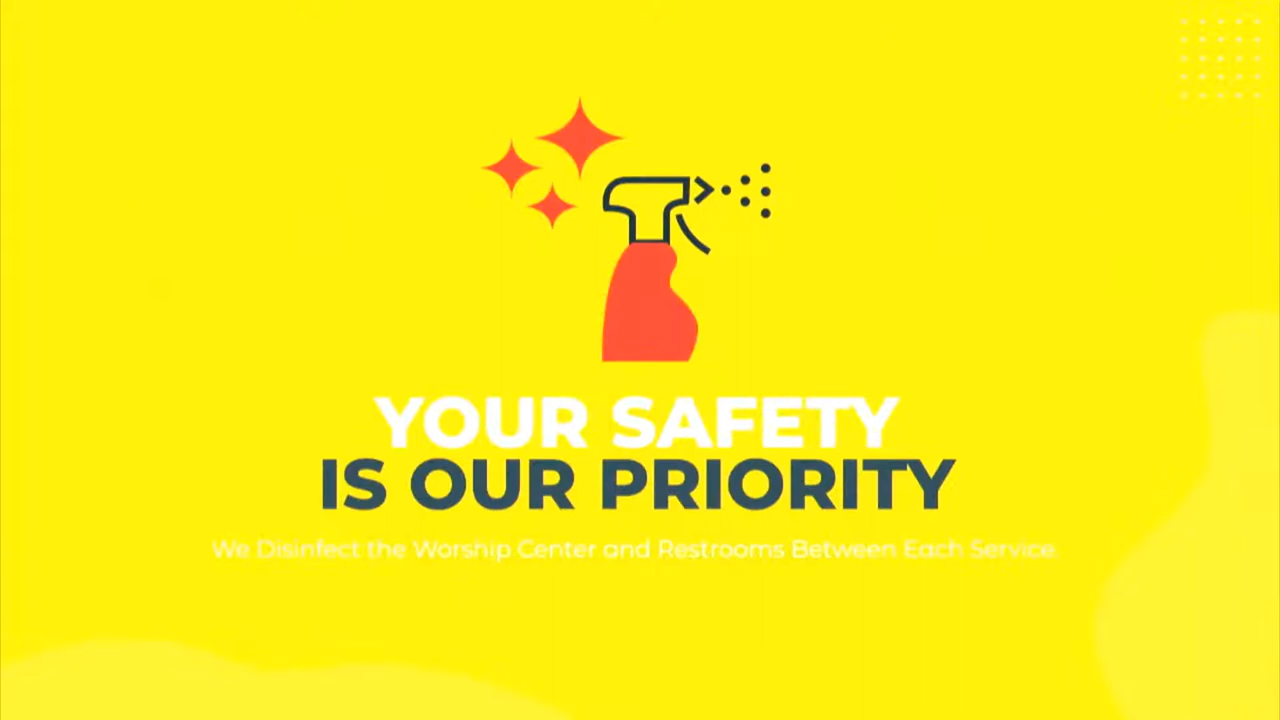 YOUR SAFETY
IS OUR PRIORITY
We Disinfect the Worship Center and Restrooms Between Each Service